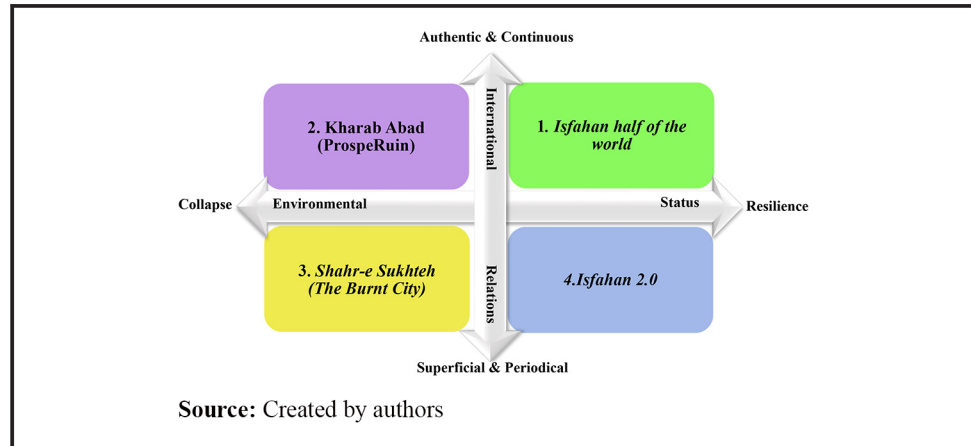 Authentic & Continuous
2. Kharab Abad
(ProspeRuin)
International
1. Isfahan half of the
world
Collapse
Environmental
Status
Resilience
3. Shahr-e Sukhteh
(The Burnt City)
Relations
4.Isfahan 2.0
Superficial & Periodical
Source: Created by authors